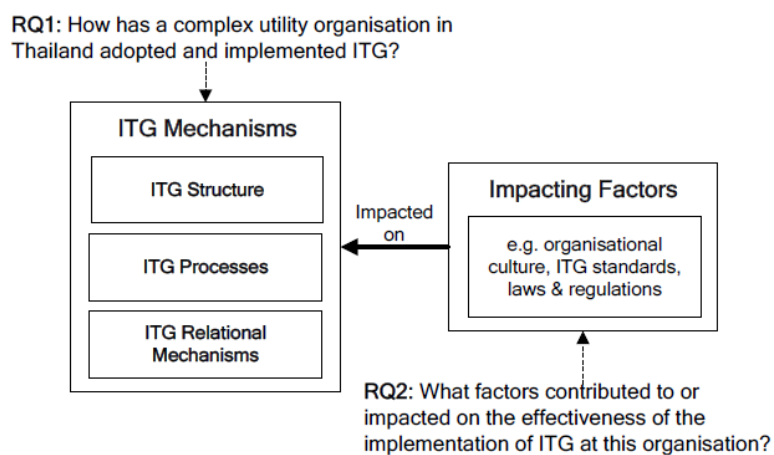 RQ1: How has a complex utility organisation in
Thailand adopted and implemented ITG?
ITG Mechanisms
ITG Structure
ITG Processes
ITG Relational
Mechanisms
Impacted
on
Impacting Factors
e.g. organisational
culture, ITG standards,
laws & regulations
RQ2: What factors contributed to or
impacted on the effectiveness of the
implementation of ITG at this organisation?